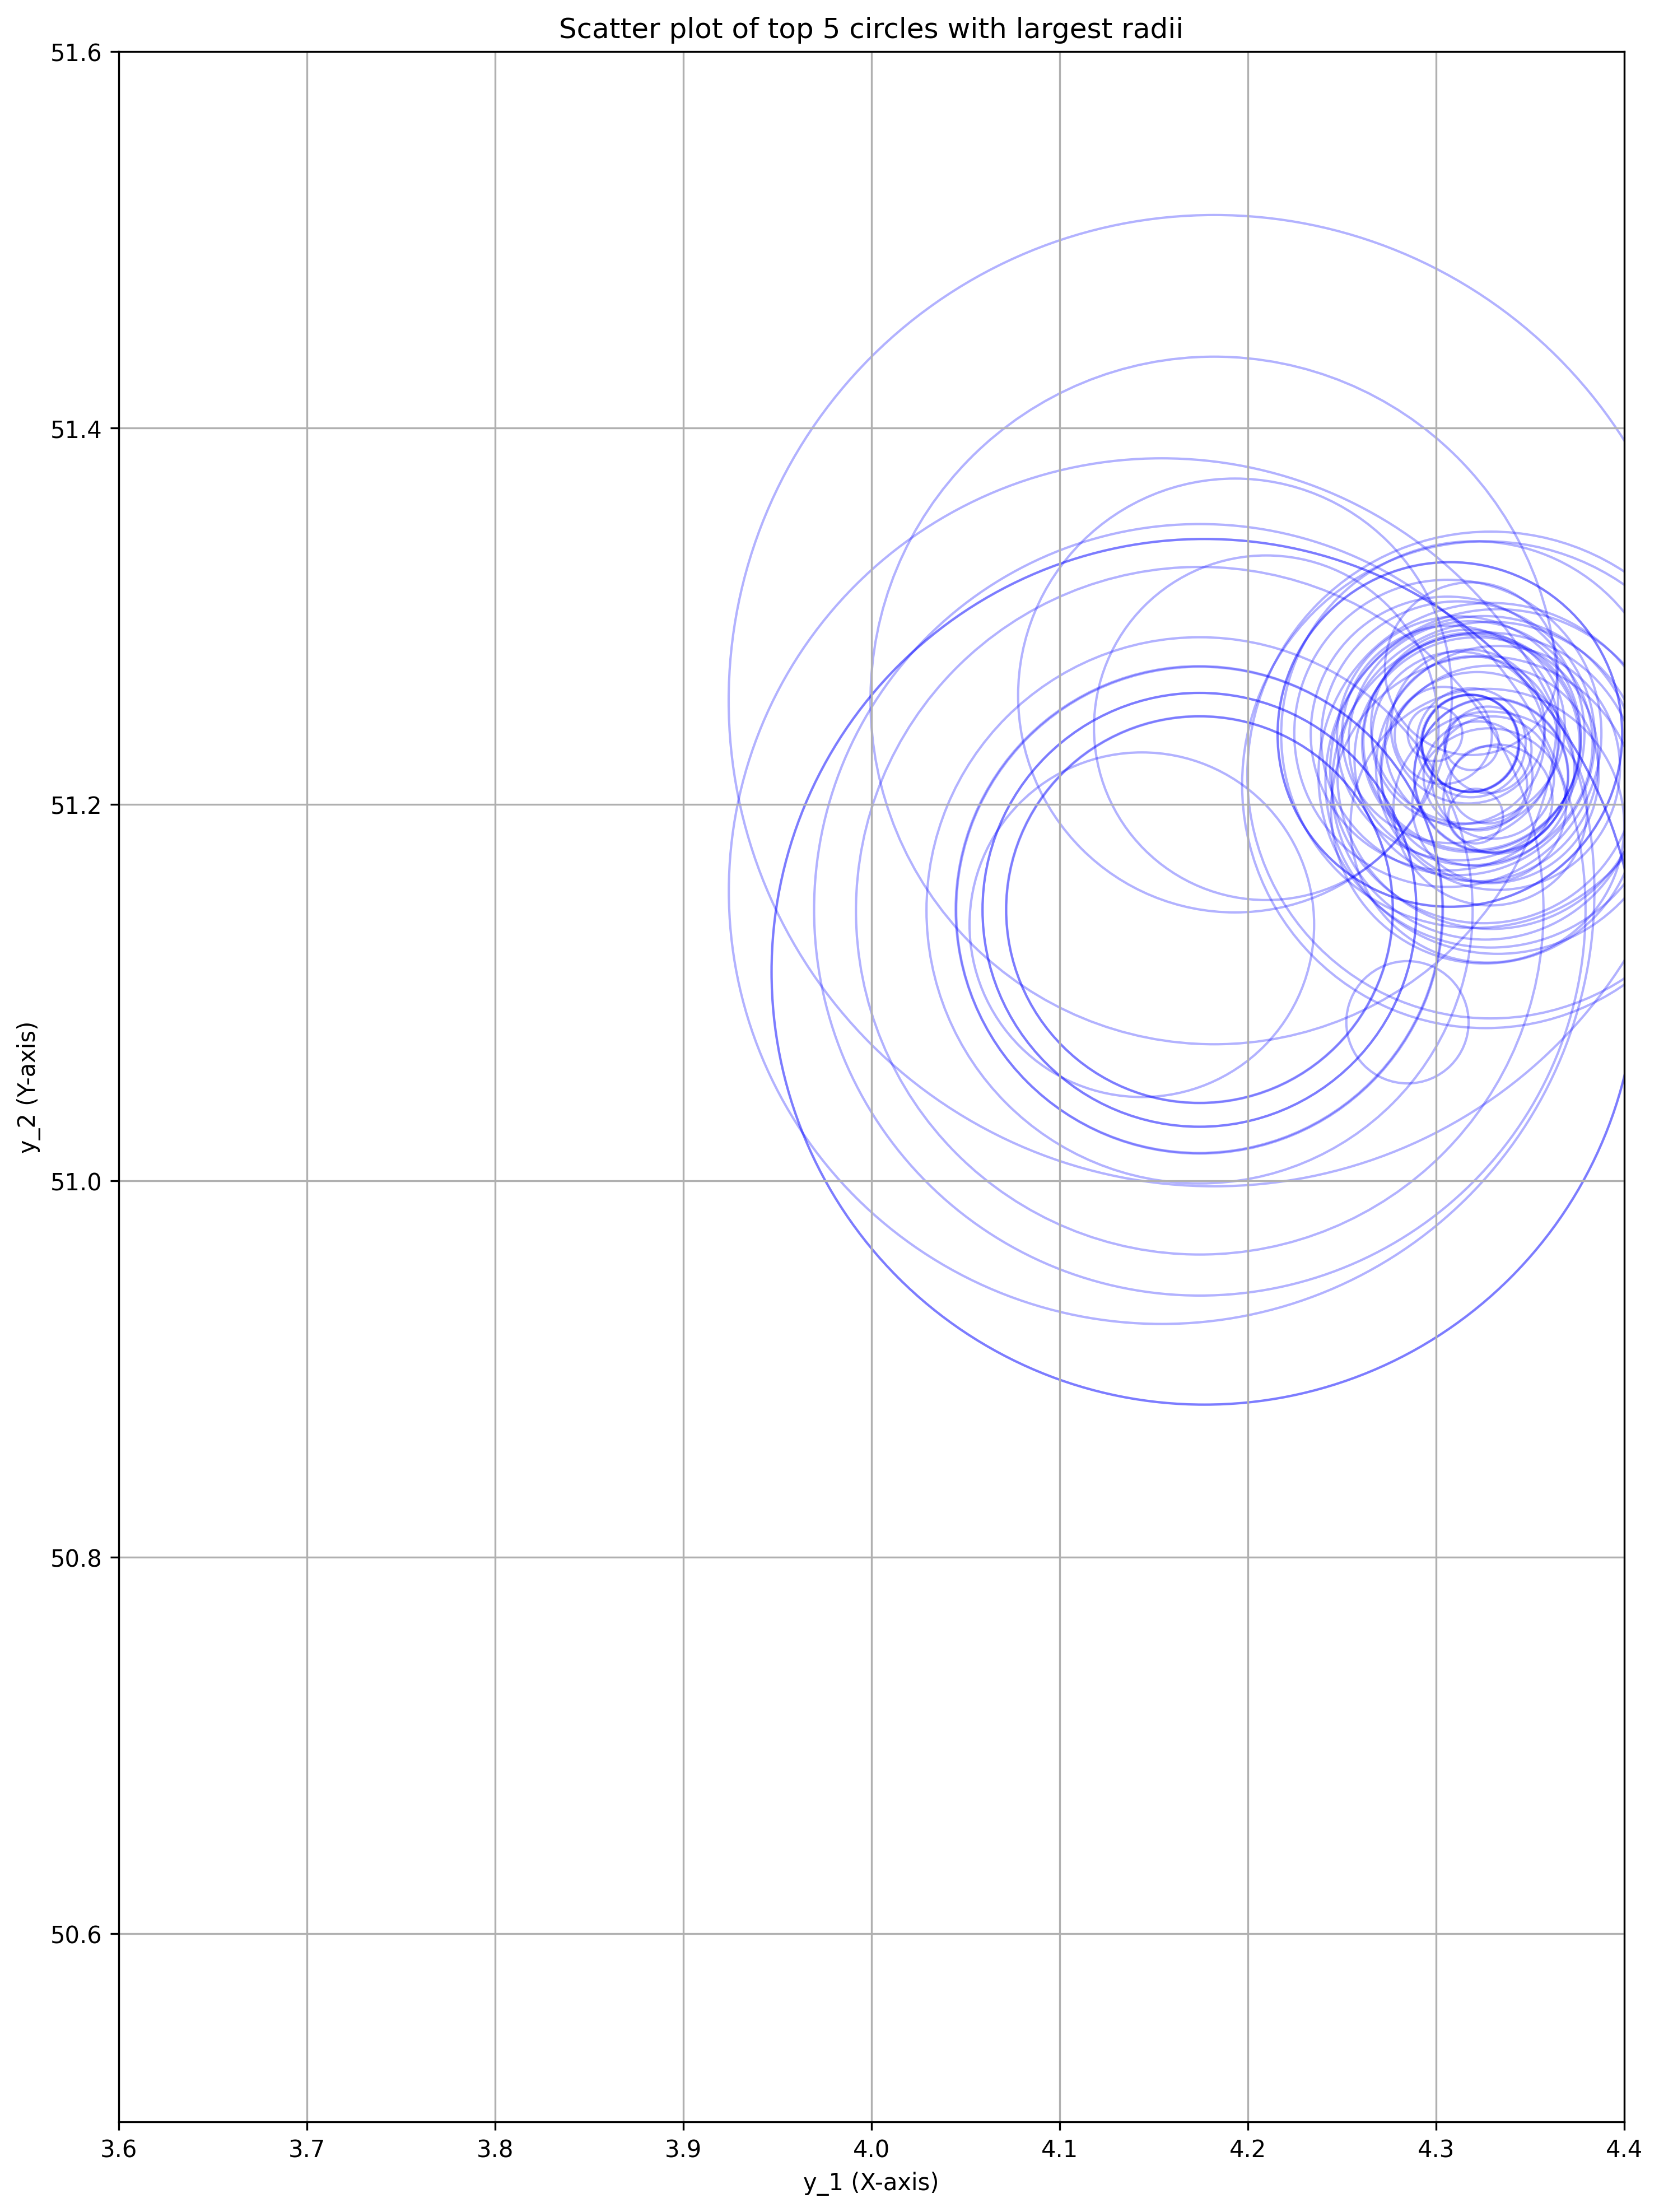 Scatter plot of top 5 circles with largest radii
51.6
51.4
51.2
51.0
50.8
50.6
y_2 (Y-axis)
3.6 3.7 3.8 3.9 4.0 4.1 4.2 4.3 4.4
y_1 (X-axis)